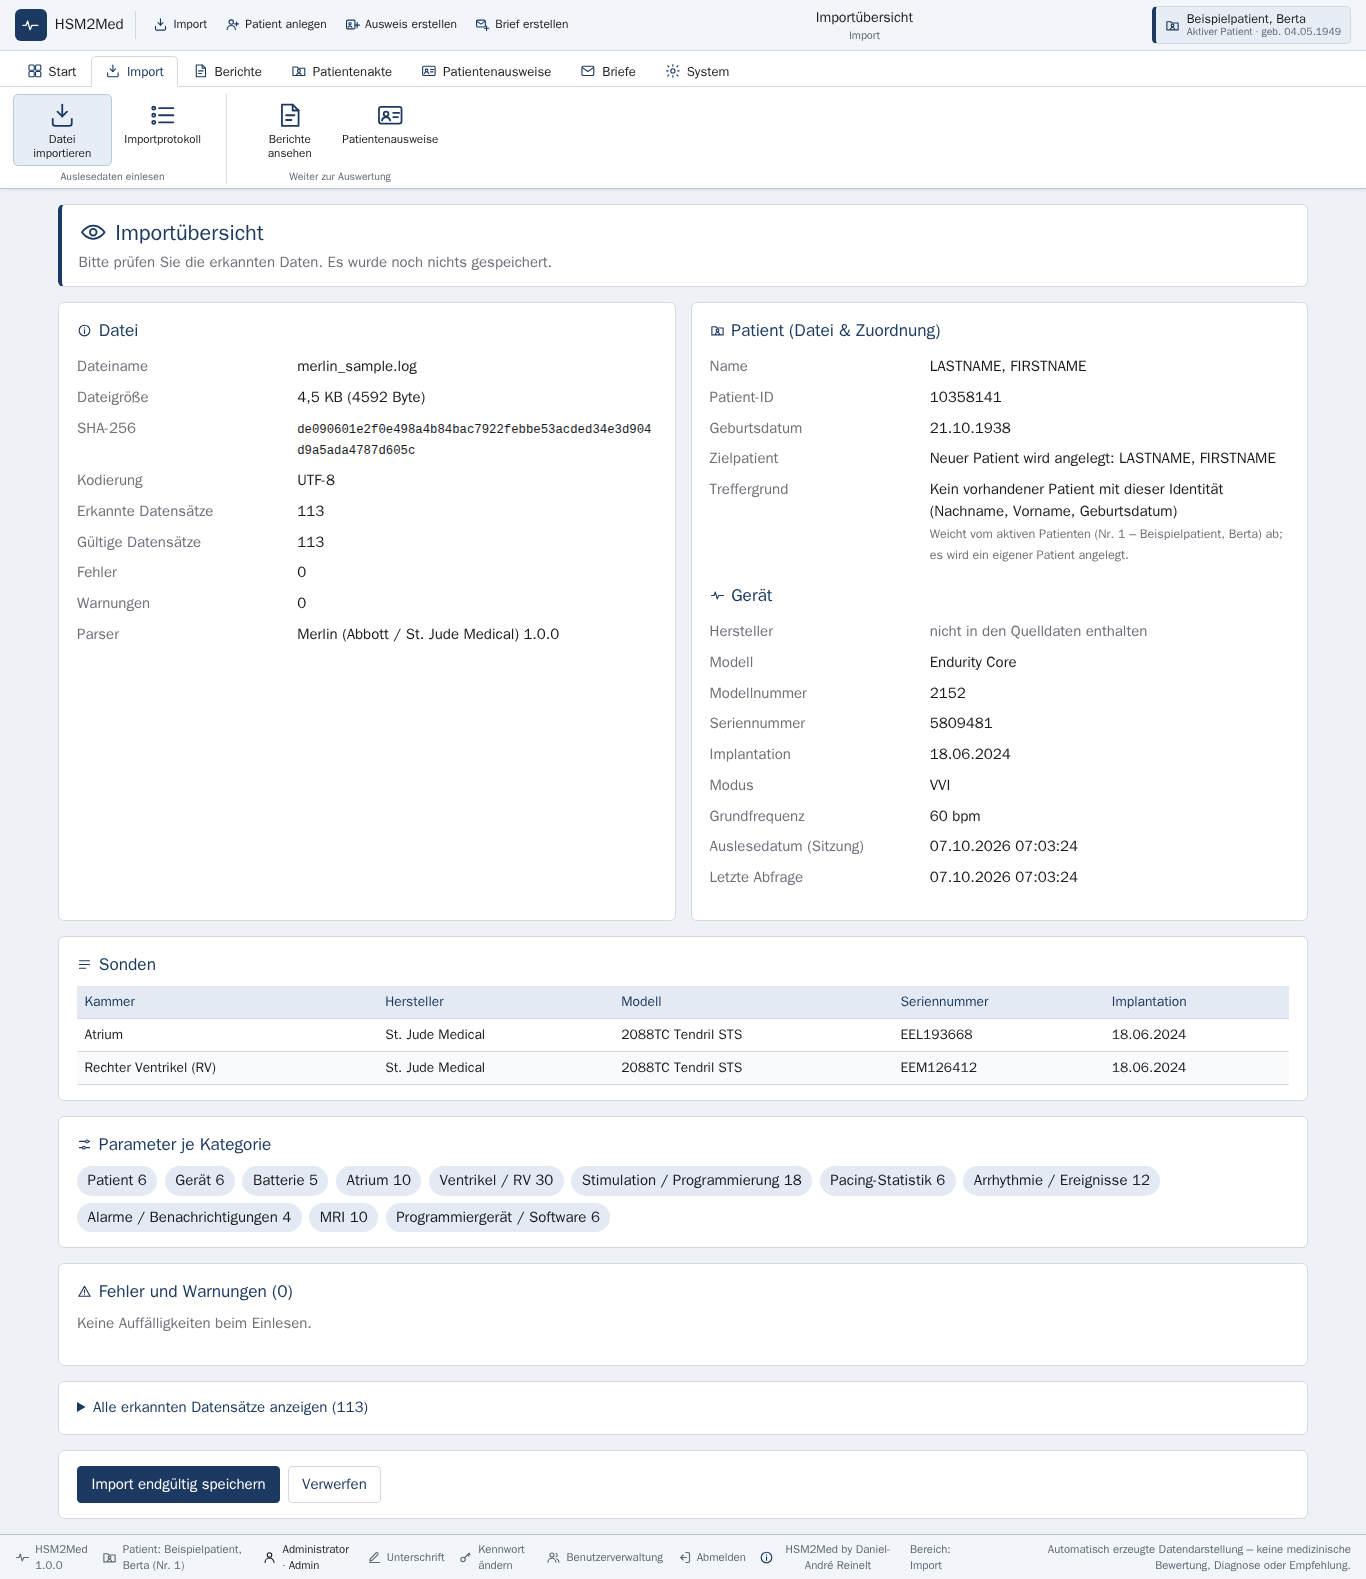 HSM2Med
Import
Patient anlegen
Ausweis erstellen
Brief erstellen
Importübersicht
Import
Beispielpatient, Berta
Aktiver Patient · geb. 04.05.1949
Start
Import
Berichte
Patientenakte
Patientenausweise
Briefe
System
Datei
importieren
Importprotokoll
Auslesedaten einlesen
Berichte
ansehen
Patientenausweise
Weiter zur Auswertung
Importübersicht
Bitte prüfen Sie die erkannten Daten. Es wurde noch nichts gespeichert.
Datei
Dateiname merlin_sample.log
Dateigröße 4,5 KB (4592 Byte)
SHA-256 de090601e2f0e498a4b84bac7922febbe53acded34e3d904
d9a5ada4787d605c
Kodierung UTF-8
Erkannte Datensätze 113
Gültige Datensätze 113
Fehler 0
Warnungen 0
Parser Merlin (Abbott / St. Jude Medical) 1.0.0
Patient (Datei & Zuordnung)
Name LASTNAME, FIRSTNAME
Patient-ID 10358141
Geburtsdatum 21.10.1938
Zielpatient Neuer Patient wird angelegt: LASTNAME, FIRSTNAME
Treffergrund Kein vorhandener Patient mit dieser Identität
(Nachname, Vorname, Geburtsdatum)
Weicht vom aktiven Patienten (Nr. 1 – Beispielpatient, Berta) ab;
es wird ein eigener Patient angelegt.
Gerät
Hersteller nicht in den Quelldaten enthalten
Modell Endurity Core
Modellnummer 2152
Seriennummer 5809481
Implantation 18.06.2024
Modus VVI
Grundfrequenz 60 bpm
Auslesedatum (Sitzung) 07.10.2026 07:03:24
Letzte Abfrage 07.10.2026 07:03:24
Sonden
Kammer Hersteller Modell Seriennummer Implantation
Atrium St. Jude Medical 2088TC Tendril STS EEL193668 18.06.2024
Rechter Ventrikel (RV) St. Jude Medical 2088TC Tendril STS EEM126412 18.06.2024
Parameter je Kategorie
Patient 6 Gerät 6 Batterie 5 Atrium 10 Ventrikel / RV 30 Stimulation / Programmierung 18 Pacing-Statistik 6 Arrhythmie / Ereignisse 12
Alarme / Benachrichtigungen 4 MRI 10 Programmiergerät / Software 6
Fehler und Warnungen (0)
Keine Auffälligkeiten beim Einlesen.
Alle erkannten Datensätze anzeigen (113)
Import endgültig speichern
Verwerfen
HSM2Med
1.0.0
Patient: Beispielpatient,
Berta (Nr. 1)
Administrator
· Admin
Unterschrift
Kennwort
ändern
Benutzerverwaltung
Abmelden
HSM2Med by Daniel-
André Reinelt
Bereich:
Import
Automatisch erzeugte Datendarstellung – keine medizinische
Bewertung, Diagnose oder Empfehlung.